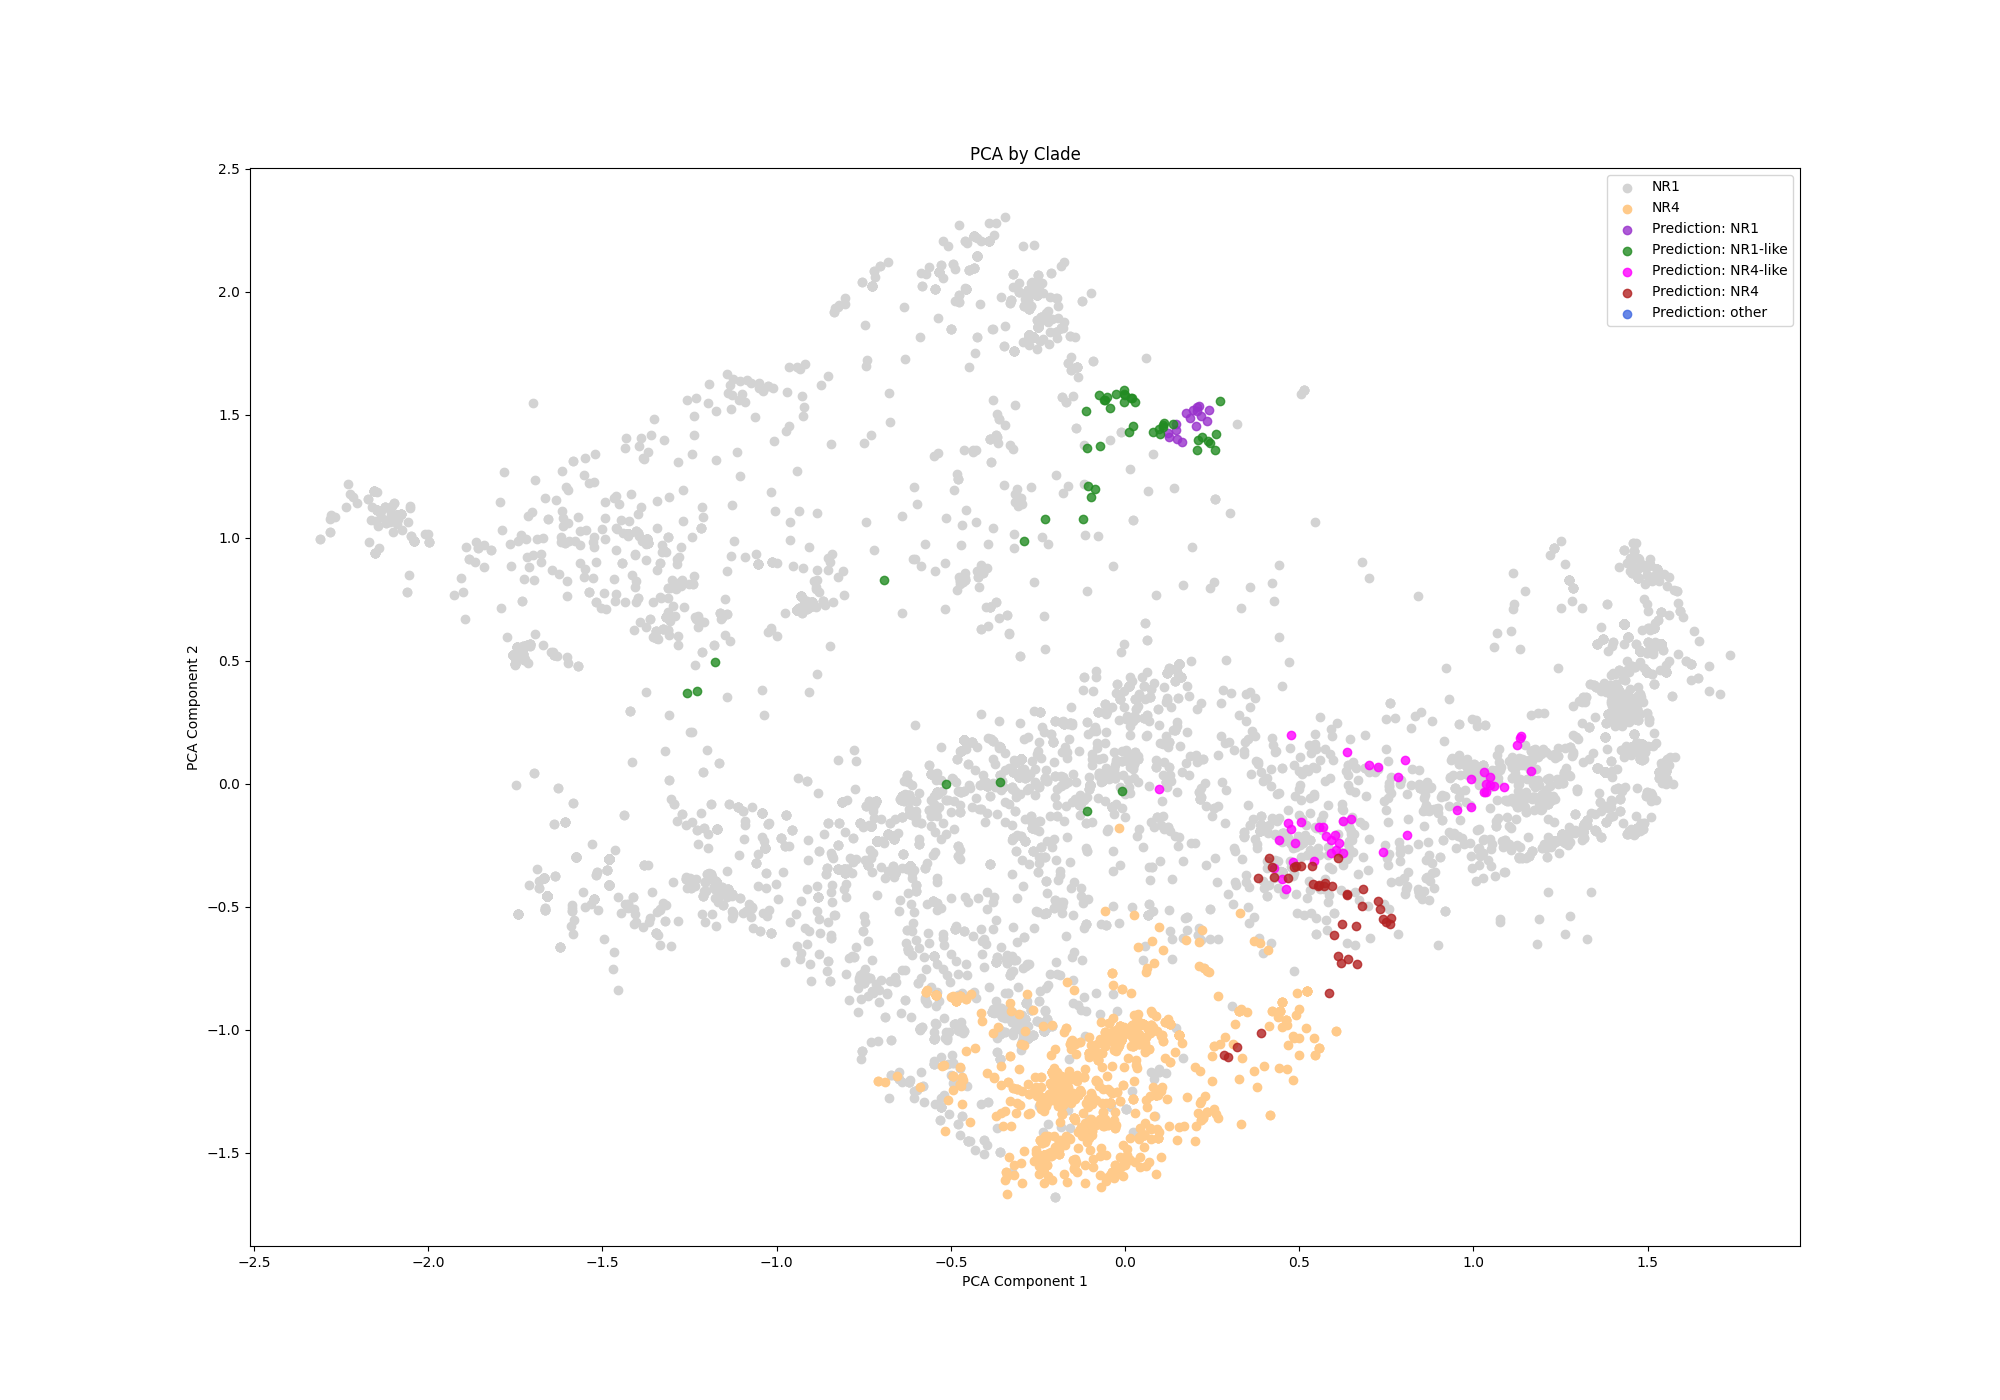 PCA by Clade
NR1
NR4
Prediction: NR1
Prediction: NR1-like
Prediction: NR4-like
Prediction: NR4
Prediction: other
PCA Component 2
2.5
2.0
1.5
1.0
0.5
0.0
−0.5
−1.0
−1.5
−2.5 −2.0 −1.5 −1.0 −0.5 0.0 0.5 1.0 1.5
PCA Component 1